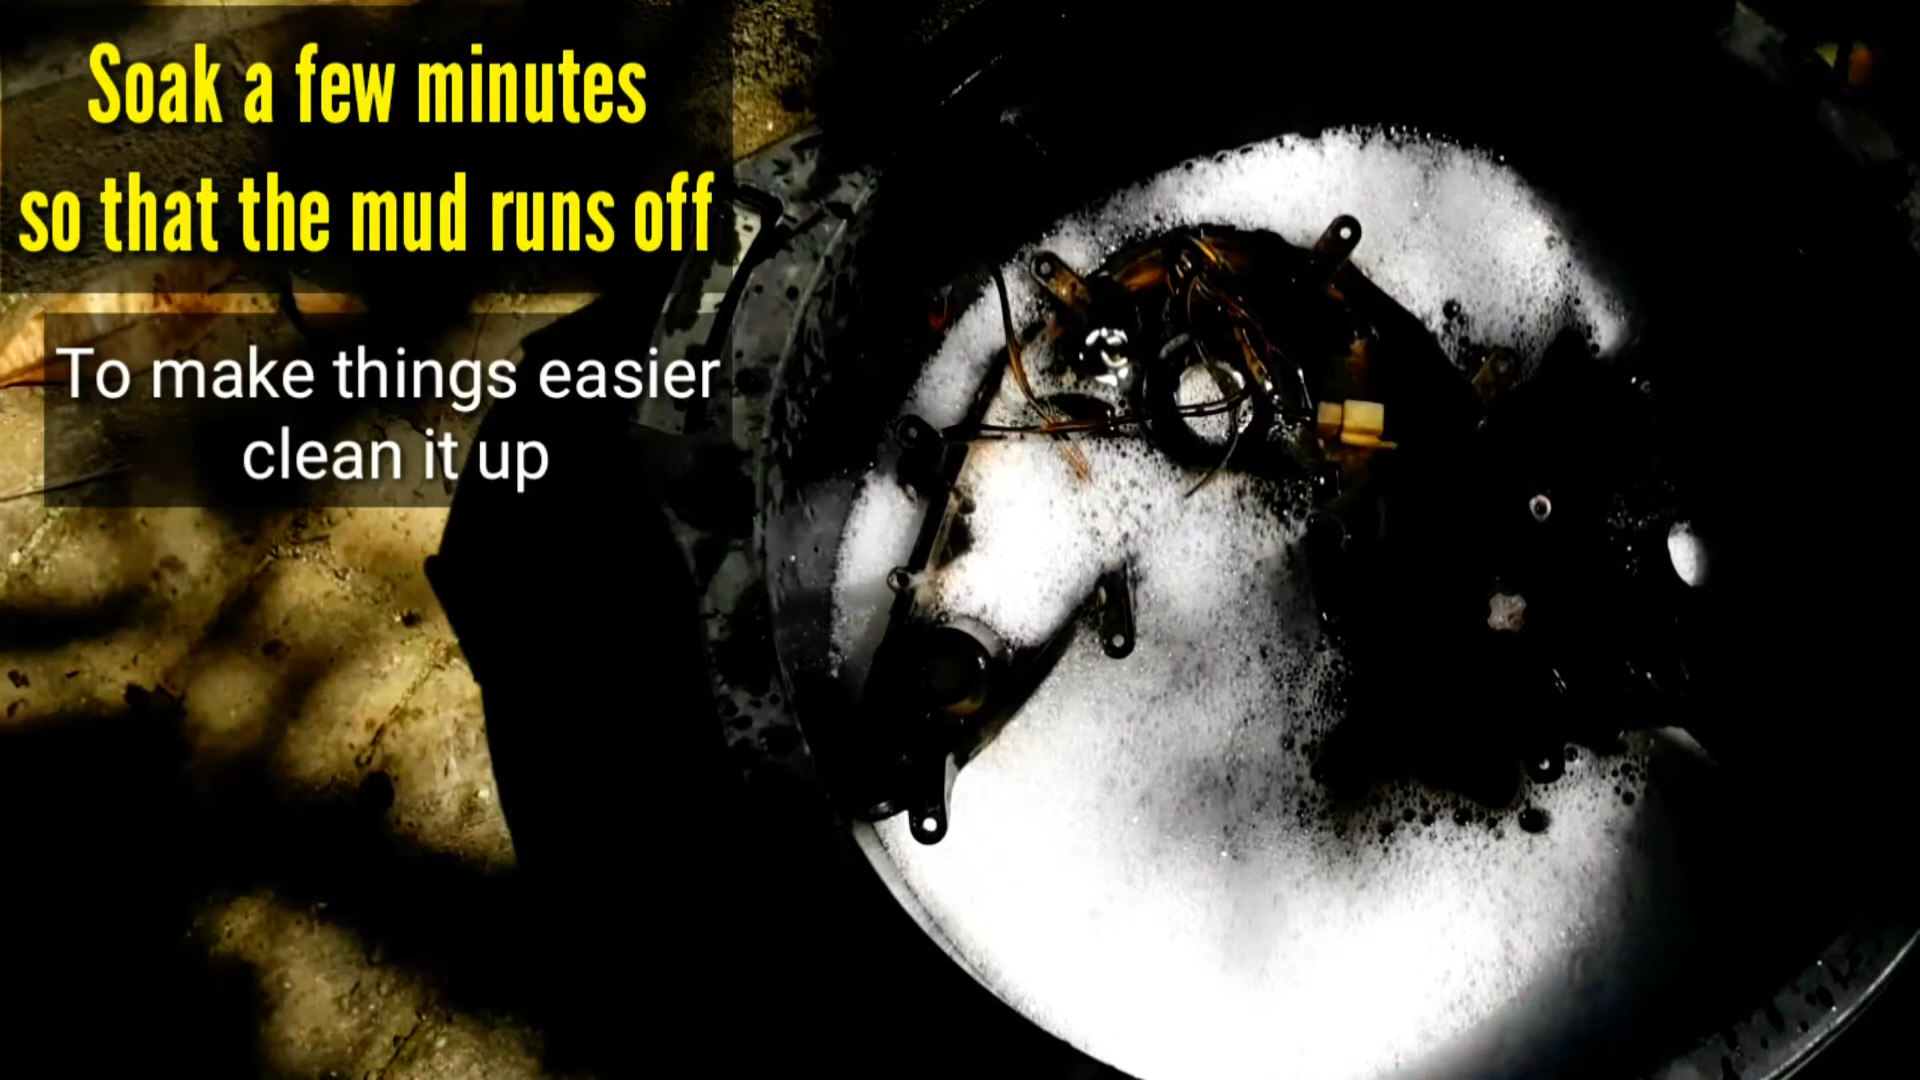 Soak a few minutes
so that the mud runs off
To make things easier
clean it up